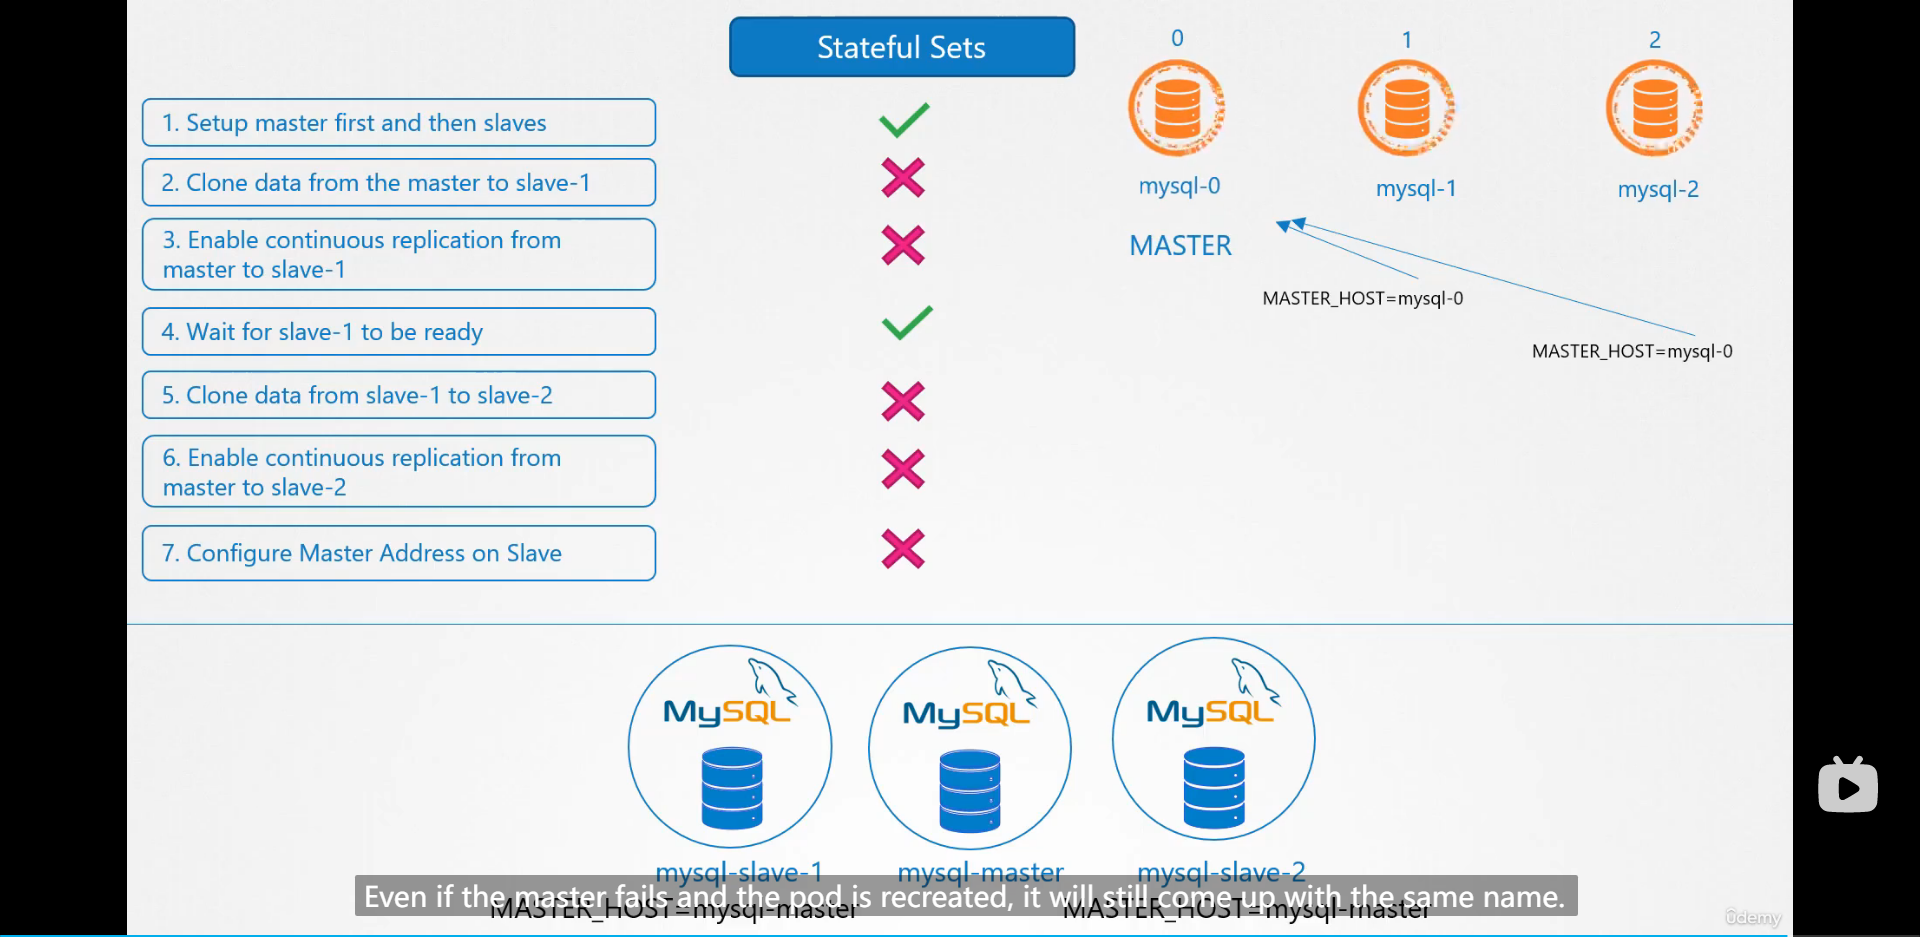 Stateful Sets
0
1
2
1. Setup master first and then slaves
2. Clone data from the master to slave-1
3. Enable continuous replication from
master to slave-1
4. Wait for slave-1 to be ready
5. Clone data from slave-1 to slave-2
6. Enable continuous replication from
master to slave-2
7. Configure Master Address on Slave
mysql-0
mysql-1
mysql-2
MASTER
MASTER_HOST=mysql-0
MASTER_HOST=mysql-0
MySQL
MySQL
MySQL
mysql-slave-1
mysql-master
mysql-slave-2
Even if the master fails and the pod is recreated, it will still come up with the same name.
MASTER_HOST=mysql-master
MASTER_HOST=mysql-master
ûdemy